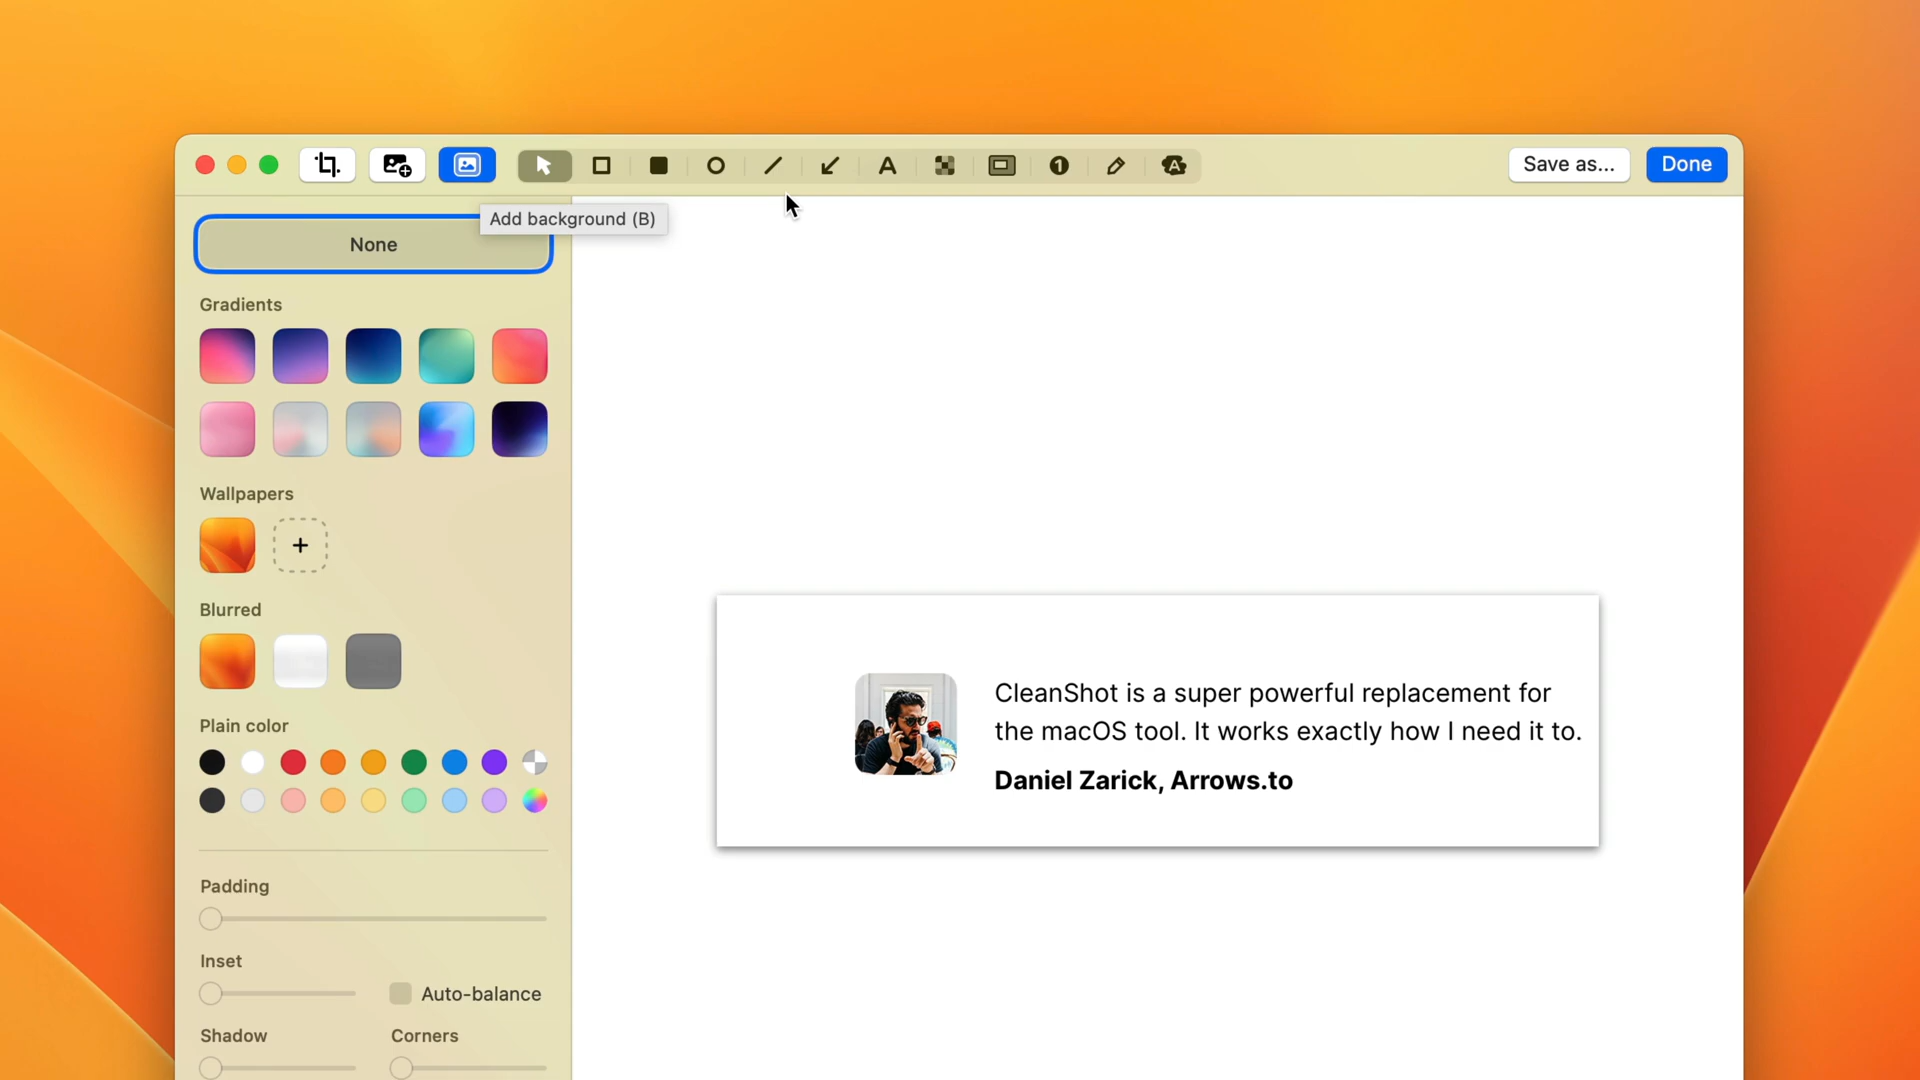 Save as...
Done
A
1
A
Add background (B)
None
Gradients
Wallpapers
+
Blurred
Plain color
Padding
Inset
Auto-balance
Shadow
Corners
CleanShot is a super powerful replacement for
the macOS tool. It works exactly how I need it to.
Daniel Zarick, Arrows.to